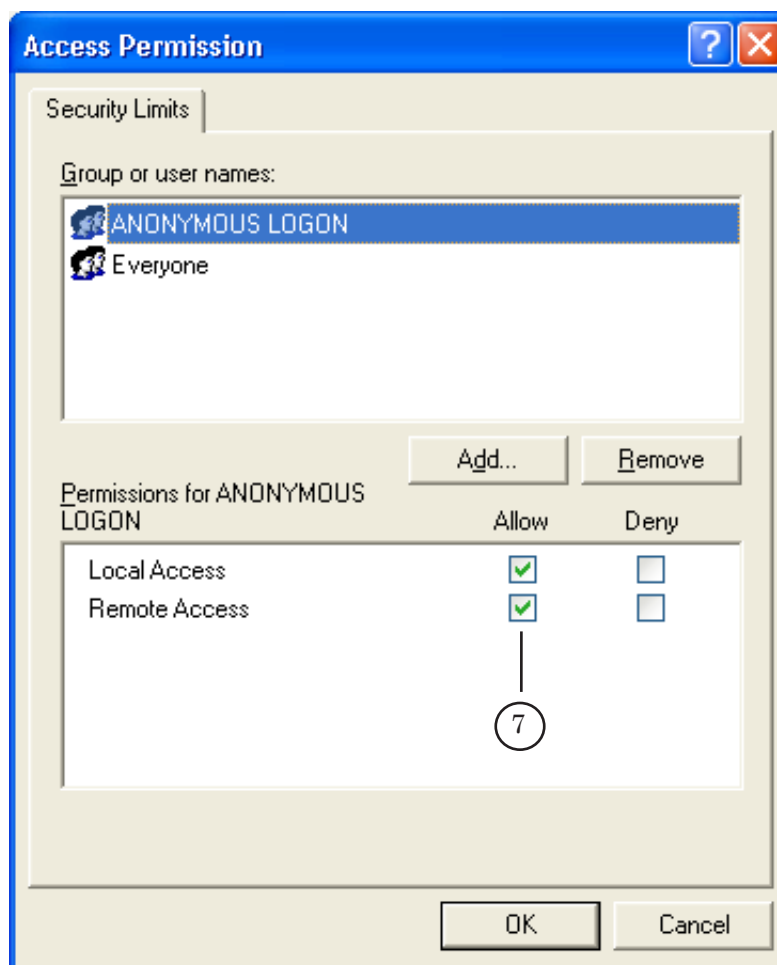 Access Permission
Security Limits
Group or user names:
ANONYMOUS LOGON
Everyone
Add... Remove
Permissions for ANONYMOUS
LOGON Allow Deny
Local Access
Remote Access
7
OK Cancel